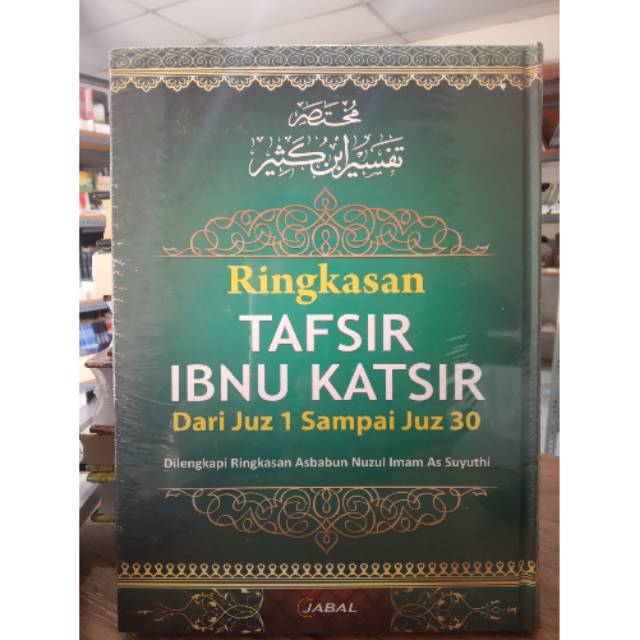 مختصر
تفسير ابن كثير
Ringkasan
TAFSIR
IBNU KATSIR
Dari Juz 1 Sampai Juz 30
Dilengkapi Ringkasan Asbabun Nuzul Imam As Suyuthi
JABAL